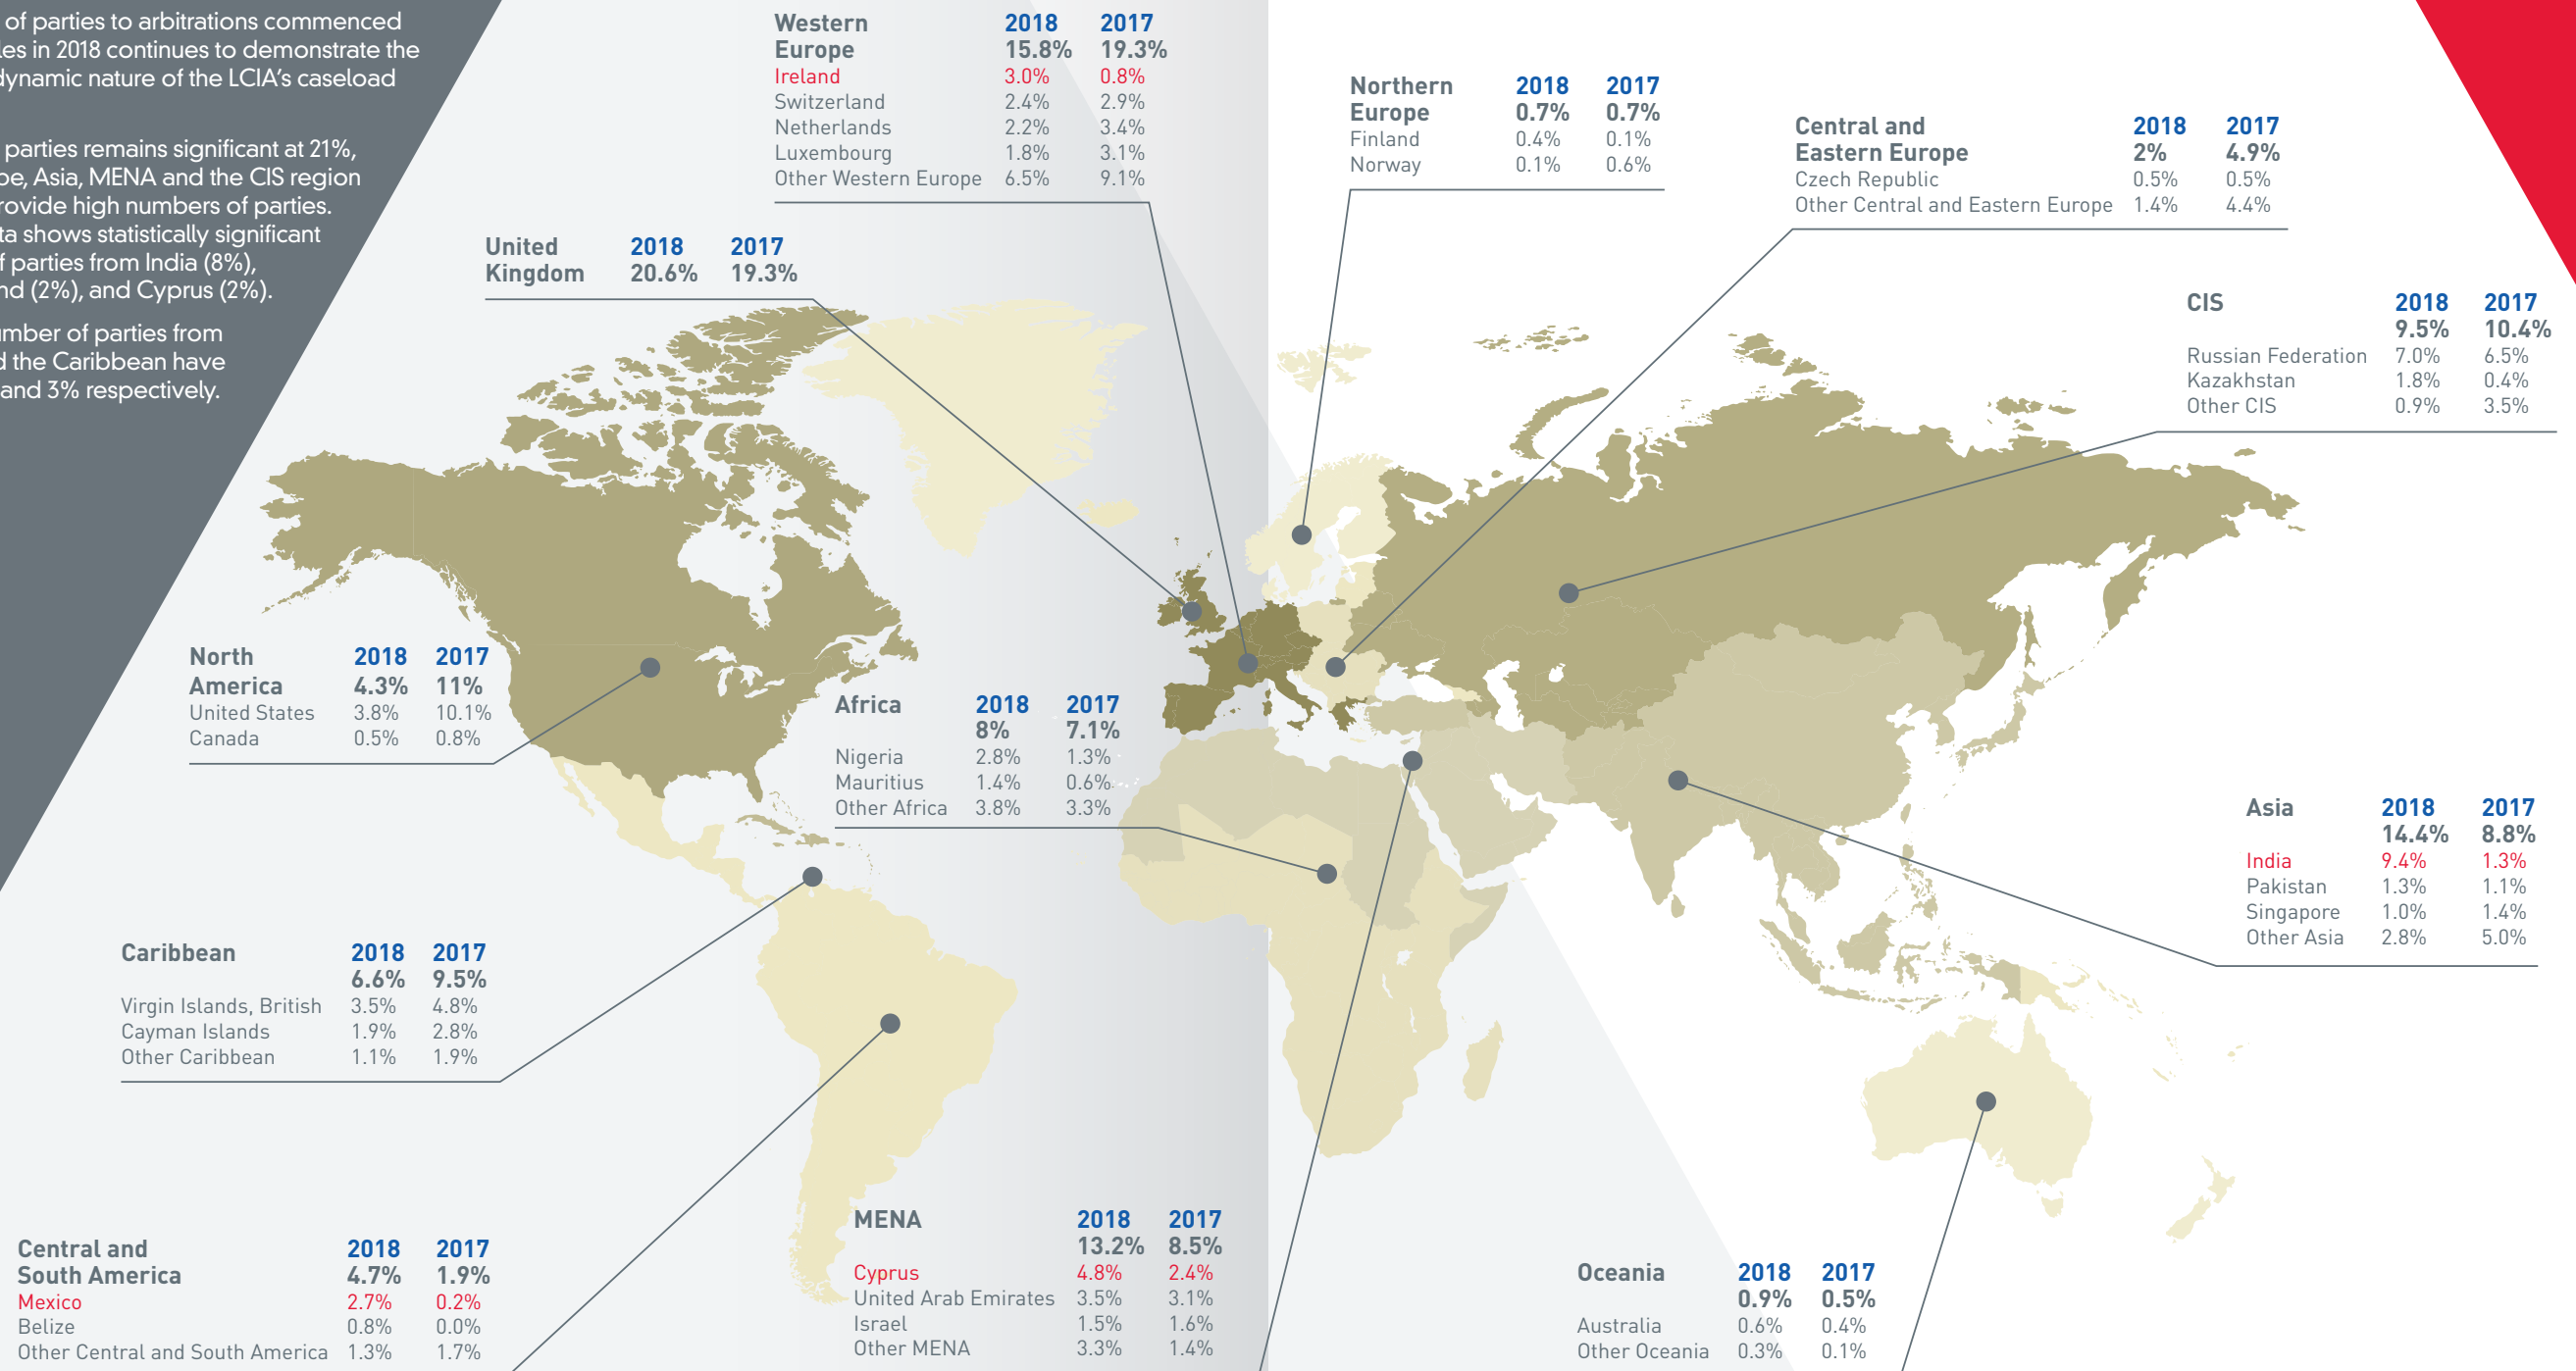 of parties to arbitrations commenced
les in 2018 continues to demonstrate the
dynamic nature of the LCIA's caseload
parties remains significant at 21%,
pe, Asia, MENA and the CIS region
rovide high numbers of parties.
ta shows statistically significant
f parties from India (8%),
nd (2%), and Cyprus (2%).
umber of parties from
d the Caribbean have
and 3% respectively.
Western 2018 2017
Europe 15.8% 19.3%
Ireland 3.0% 0.8%
Switzerland 2.4% 2.9%
Netherlands 2.2% 3.4%
Luxembourg 1.8% 3.1%
Other Western Europe 6.5% 9.1%
Northern 2018 2017
Europe 0.7% 0.7%
Finland 0.4% 0.1%
Norway 0.1% 0.6%
Central and 2018 2017
Eastern Europe 2% 4.9%
Czech Republic 0.5% 0.5%
Other Central and Eastern Europe 1.4% 4.4%
United 2018 2017
Kingdom 20.6% 19.3%
CIS 2018 2017
9.5% 10.4%
Russian Federation 7.0% 6.5%
Kazakhstan 1.8% 0.4%
Other CIS 0.9% 3.5%
North 2018 2017
America 4.3% 11%
United States 3.8% 10.1%
Canada 0.5% 0.8%
Africa 2018 2017
8% 7.1%
Nigeria 2.8% 1.3%
Mauritius 1.4% 0.6%
Other Africa 3.8% 3.3%
Asia 2018 2017
14.4% 8.8%
India 9.4% 1.3%
Pakistan 1.3% 1.1%
Singapore 1.0% 1.4%
Other Asia 2.8% 5.0%
Caribbean 2018 2017
6.6% 9.5%
Virgin Islands, British 3.5% 4.8%
Cayman Islands 1.9% 2.8%
Other Caribbean 1.1% 1.9%
Central and 2018 2017
South America 4.7% 1.9%
Mexico 2.7% 0.2%
Belize 0.8% 0.0%
Other Central and South America 1.3% 1.7%
MENA 2018 2017
13.2% 8.5%
Cyprus 4.8% 2.4%
United Arab Emirates 3.5% 3.1%
Israel 1.5% 1.6%
Other MENA 3.3% 1.4%
Oceania 2018 2017
0.9% 0.5%
Australia 0.6% 0.4%
Other Oceania 0.3% 0.1%